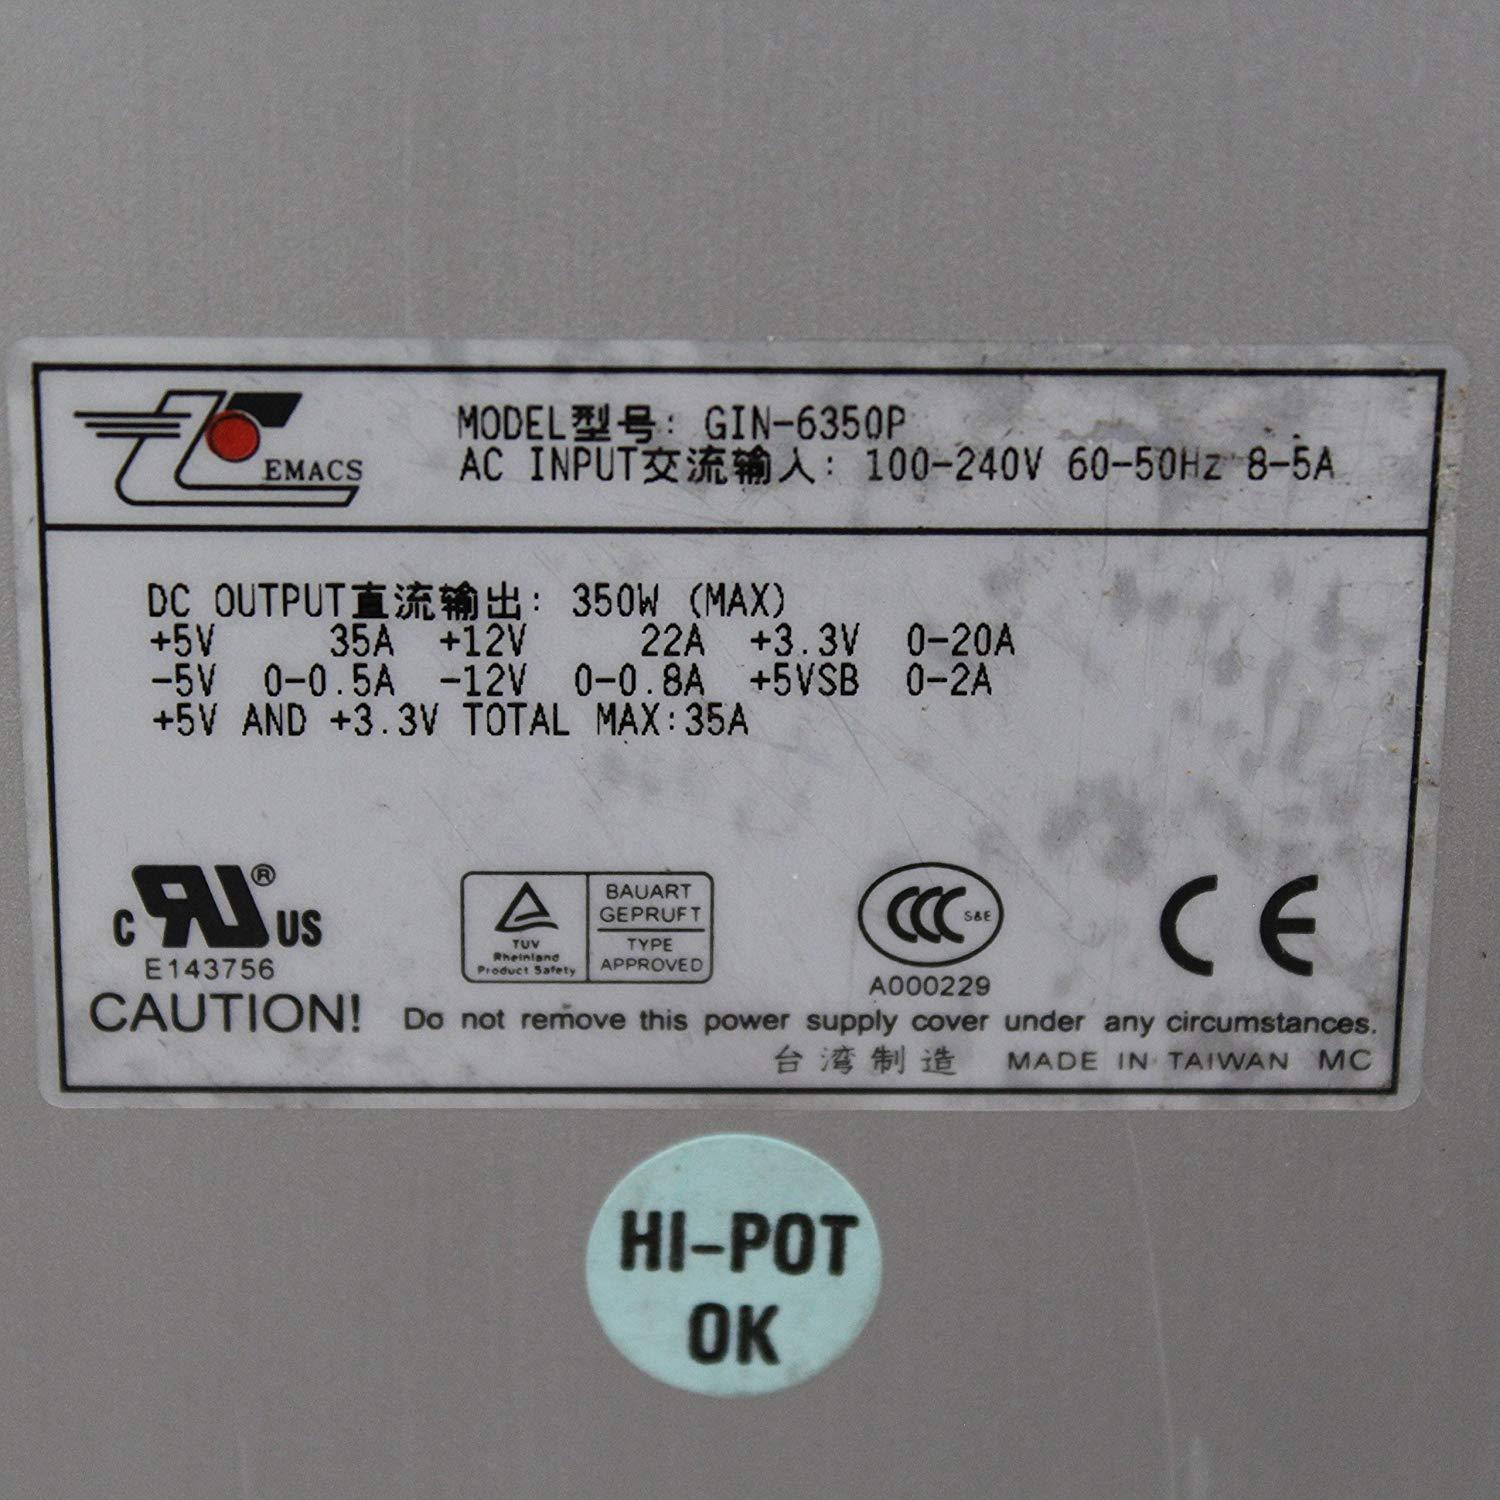 EMACS
MODEL型号: GIN-6350P
AC INPUT交流输入: 100-240V 60-50Hz 8-5A
DC OUTPUT直流输出: 350W (MAX)
+5V 35A +12V 22A +3.3V 0-20A
-5V 0-0.5A -12V 0-0.8A +5VSB 0-2A
+5V AND +3.3V TOTAL MAX:35A
C RU® US
E143756
TUV
Rheinland
Product Safety
BAUART
GEPRUFT
TYPE
APPROVED
CCC S&E
A000229
CE
CAUTION! Do not remove this power supply cover under any circumstances.
台湾制造 MADE IN TAIWAN MC
HI-POT
OK